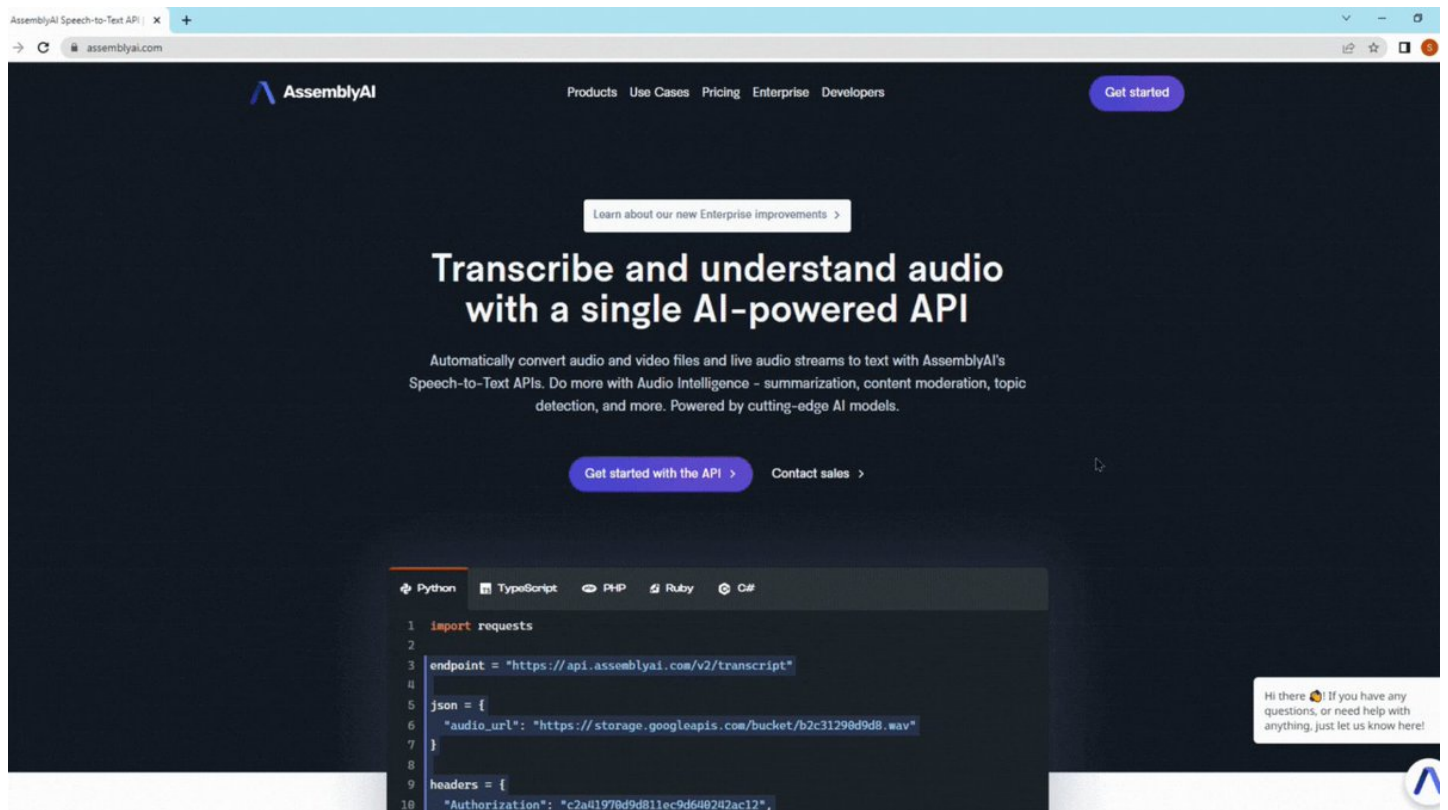 AssemblyAI Speech-to-Text API |
assemblyai.com
S
AssemblyAI
Products Use Cases Pricing Enterprise Developers
Get started
Learn about our new Enterprise improvements >
Transcribe and understand audio
with a single AI-powered API
Automatically convert audio and video files and live audio streams to text with AssemblyAI's
Speech-to-Text APIs. Do more with Audio Intelligence – summarization, content moderation, topic
detection, and more. Powered by cutting-edge AI models.
Get started with the API >
Contact sales >
Python TypeScript PHP Ruby C#
1 import requests
2
3 endpoint = "https://api.assemblyai.com/v2/transcript"
4
5 json = {
6 "audio_url": "https://storage.googleapis.com/bucket/b2c31290d9d8.wav"
7 }
8
9 headers = {
10 "Authorization": "c2a41970d9d811ec9d640242ac12",
Hi there 👋! If you have any
questions, or need help with
anything, just let us know here!